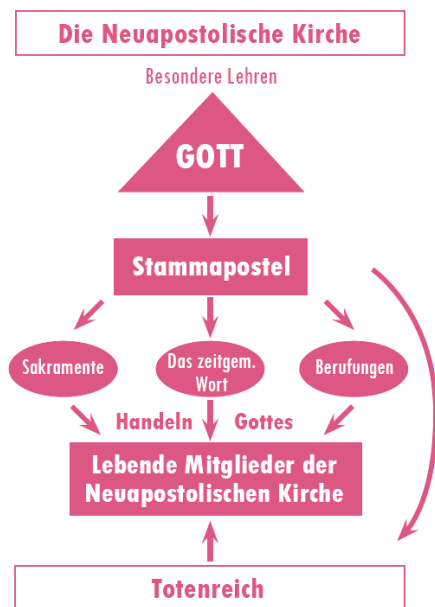 Die Neuapostolische Kirche
Besondere Lehren
GOTT
Stammapostel
Sakramente
Das zeitgem.
Wort
Berufungen
Handeln Gottes
Lebende Mitglieder der
Neuapostolischen Kirche
Totenreich